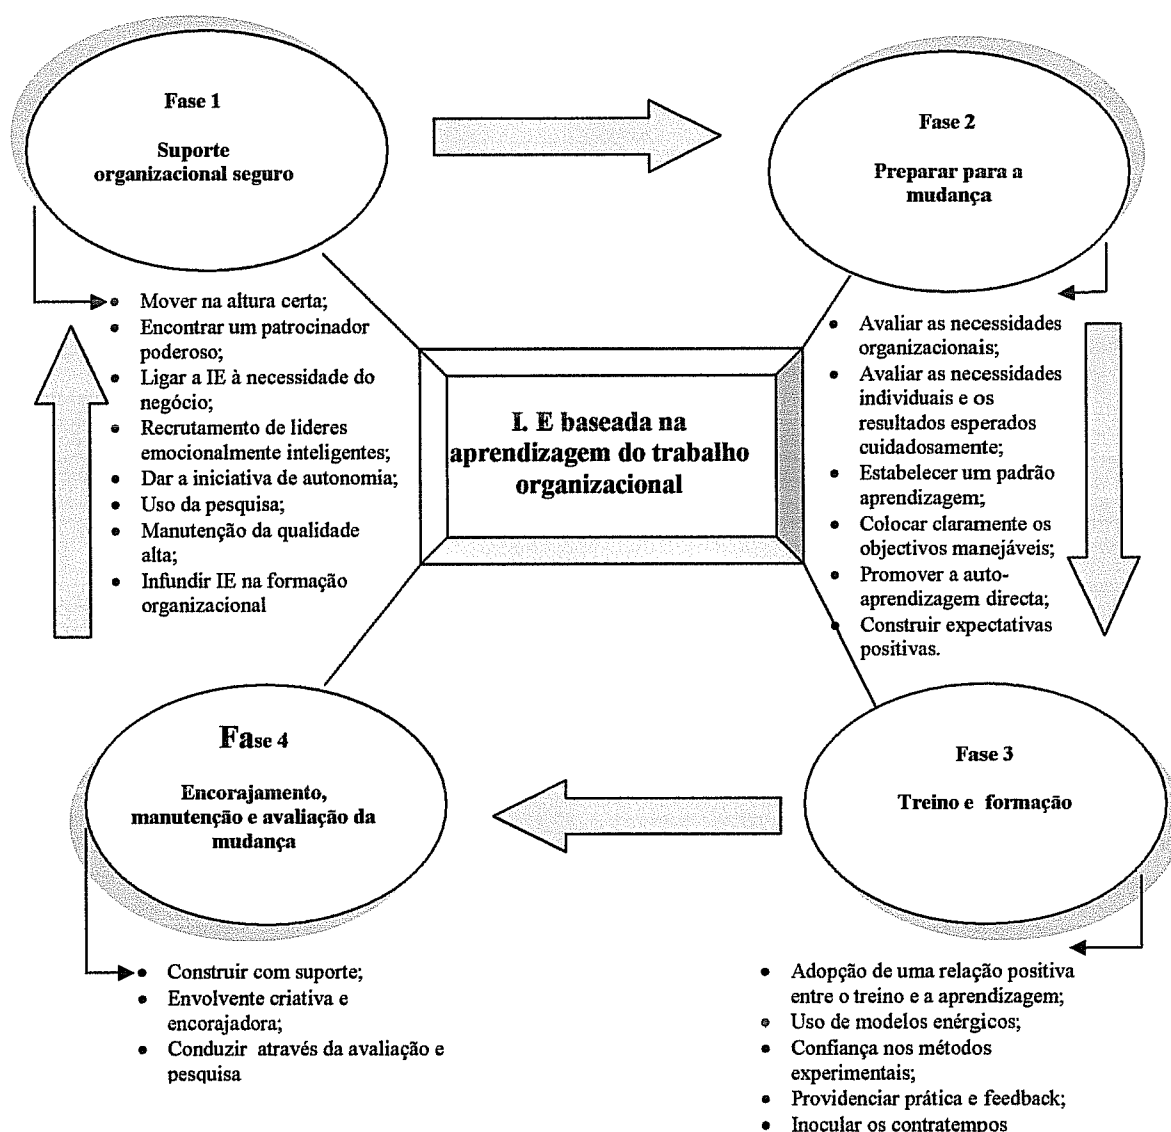 Fase 1
Suporte
organizacional seguro
Fase 2
Preparar para a
mudança
• Mover na altura certa;
• Encontrar um patrocinador
poderoso;
• Ligar a IE à necessidade do
negócio;
• Recrutamento de lideres
emocionalmente inteligentes;
• Dar a iniciativa de autonomia;
• Uso da pesquisa;
• Manutenção da qualidade
alta;
• Infundir IE na formação
organizacional
I. E baseada na
aprendizagem do trabalho
organizacional
• Avaliar as necessidades
organizacionais;
• Avaliar as necessidades
individuais e os
resultados esperados
cuidadosamente;
• Estabelecer um padrão
aprendizagem;
• Colocar claramente os
objectivos manejáveis;
• Promover a auto-
aprendizagem directa;
• Construir expectativas
positivas.
Fase 4
Encorajamento,
manutenção e avaliação da
mudança
Fase 3
Treino e formação
• Construir com suporte;
• Envolvente criativa e
encorajadora;
• Conduzir através da avaliação e
pesquisa
• Adopção de uma relação positiva
entre o treino e a aprendizagem;
• Uso de modelos enérgicos;
• Confiança nos métodos
experimentais;
• Providenciar prática e feedback;
• Inocular os contratempos